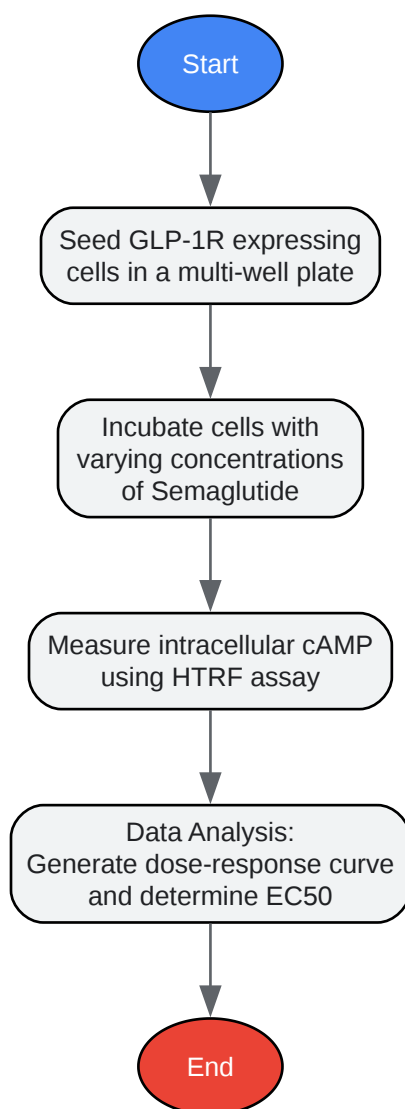 Start
Seed GLP-1R expressing
cells in a multi-well plate
Incubate cells with
varying concentrations
of Semaglutide
Measure intracellular cAMP
using HTRF assay
Data Analysis:
Generate dose-response curve
and determine EC50
End